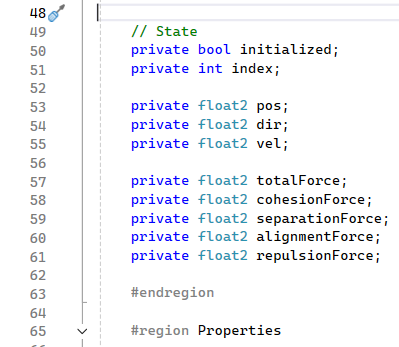 48
49 // State
50 private bool initialized;
51 private int index;
52
53 private float2 pos;
54 private float2 dir;
55 private float2 vel;
56
57 private float2 totalForce;
58 private float2 cohesionForce;
59 private float2 separationForce;
60 private float2 alignmentForce;
61 private float2 repulsionForce;
62
63 #endregion
64
65 #region Properties